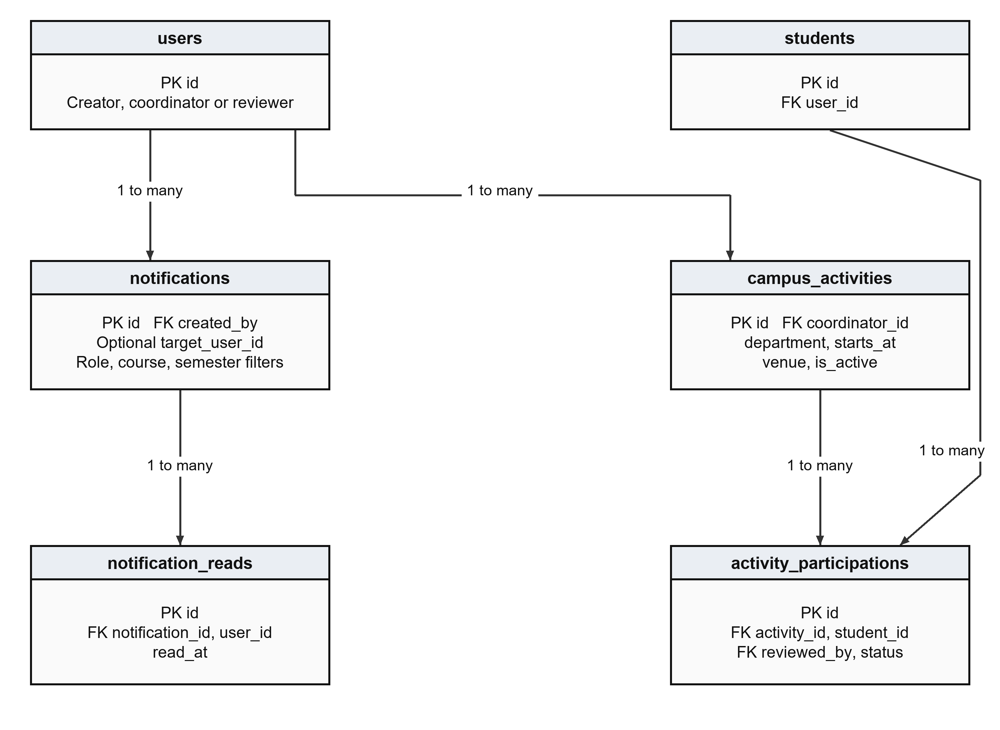 users
PK id
Creator, coordinator or reviewer
students
PK id
FK user_id
1 to many
1 to many
notifications
PK id   FK created_by
Optional target_user_id
Role, course, semester filters
campus_activities
PK id   FK coordinator_id
department, starts_at
venue, is_active
1 to many
1 to many
1 to many
notification_reads
PK id
FK notification_id, user_id
read_at
activity_participations
PK id
FK activity_id, student_id
FK reviewed_by, status